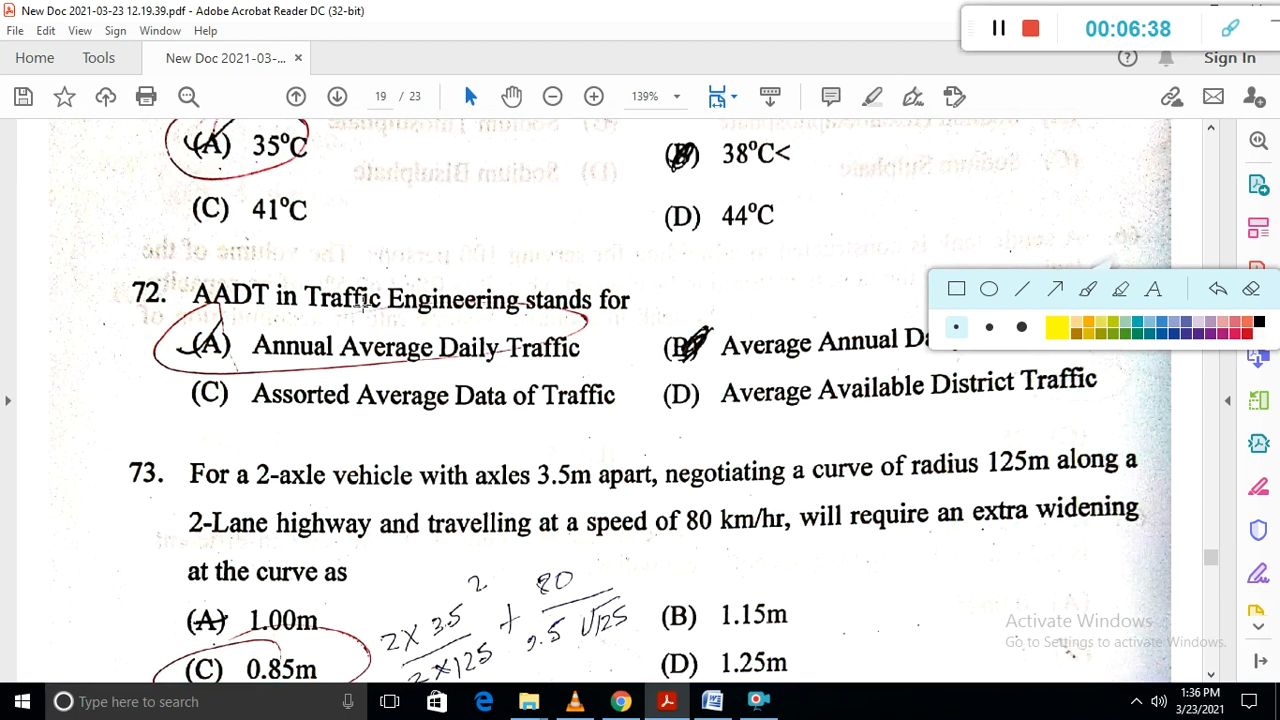 New Doc 2021-03-23 12.19.39.pdf - Adobe Acrobat Reader DC (32-bit)
File Edit View Sign Window Help
00:06:38
Home Tools New Doc 2021-03-... × Sign In
19 / 23 139%
(A) 35°C (B) 38°C<
(C) 41°C (D) 44°C
72. AADT in Traffic Engineering stands for
(A) Annual Average Daily Traffic (B) Average Annual
(C) Assorted Average Data of Traffic (D) Average Available District Traffic
73. For a 2-axle vehicle with axles 3.5m apart, negotiating a curve of radius 125m along a
2-Lane highway and travelling at a speed of 80 km/hr, will require an extra widening
at the curve as
(A) 1.00m (B) 1.15m
(C) 0.85m (D) 1.25m
2 × 3.5² / 2×125 + 80 / 9.5 √125
Activate Windows
Go to Settings to activate Windows.
Type here to search
1:36 PM
3/23/2021